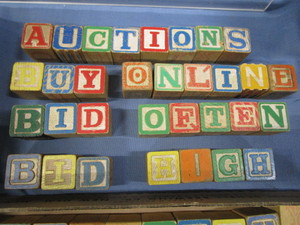 AUCTIONS
BUY ONLINE
BID OFTEN
BID HIGH